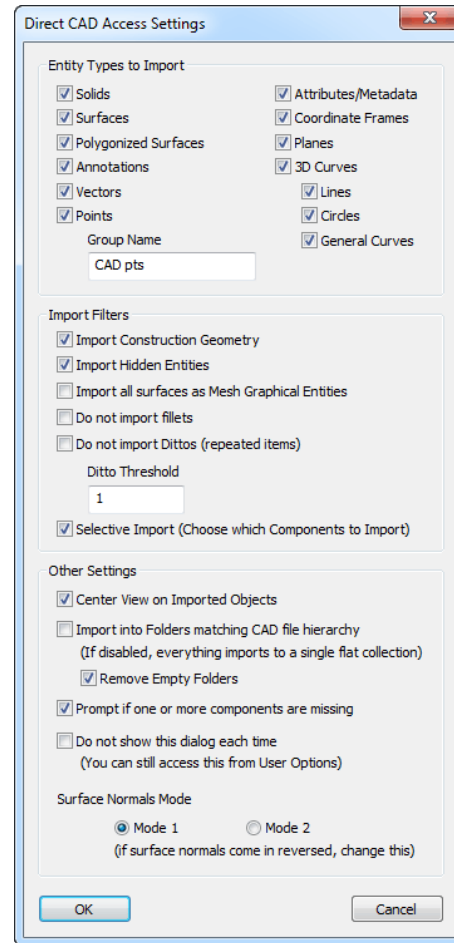 Direct CAD Access Settings
Entity Types to Import
Solids
Attributes/Metadata
Surfaces
Coordinate Frames
Polygonized Surfaces
Planes
Annotations
3D Curves
Vectors
Lines
Points
Circles
Group Name
General Curves
CAD pts
Import Filters
Import Construction Geometry
Import Hidden Entities
Import all surfaces as Mesh Graphical Entities
Do not import fillets
Do not import Dittos (repeated items)
Ditto Threshold
1
Selective Import (Choose which Components to Import)
Other Settings
Center View on Imported Objects
Import into Folders matching CAD file hierarchy
(If disabled, everything imports to a single flat collection)
Remove Empty Folders
Prompt if one or more components are missing
Do not show this dialog each time
(You can still access this from User Options)
Surface Normals Mode
Mode 1
Mode 2
(if surface normals come in reversed, change this)
OK
Cancel